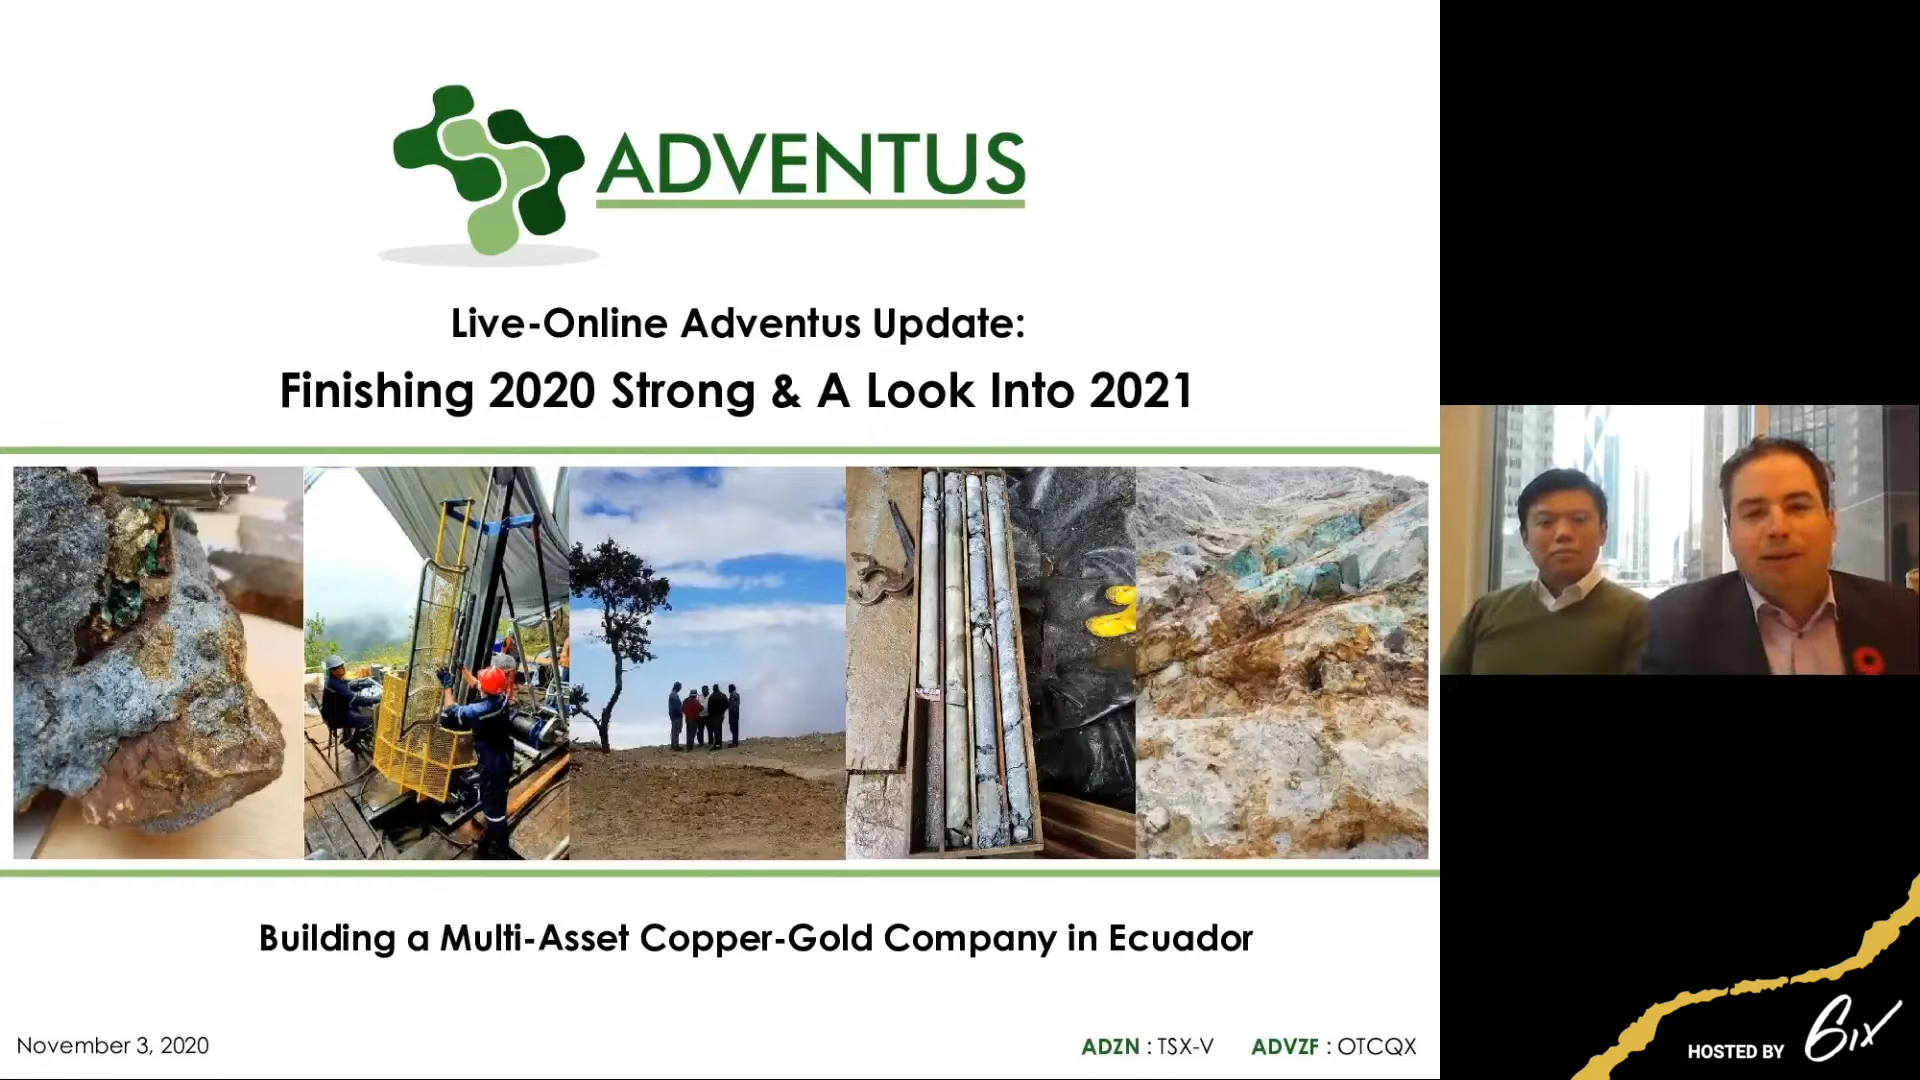 ADVENTUS
Live-Online Adventus Update:
Finishing 2020 Strong & A Look Into 2021
Building a Multi-Asset Copper-Gold Company in Ecuador
November 3, 2020
ADZN : TSX-V ADVZF : OTCQX
HOSTED BY 6ix